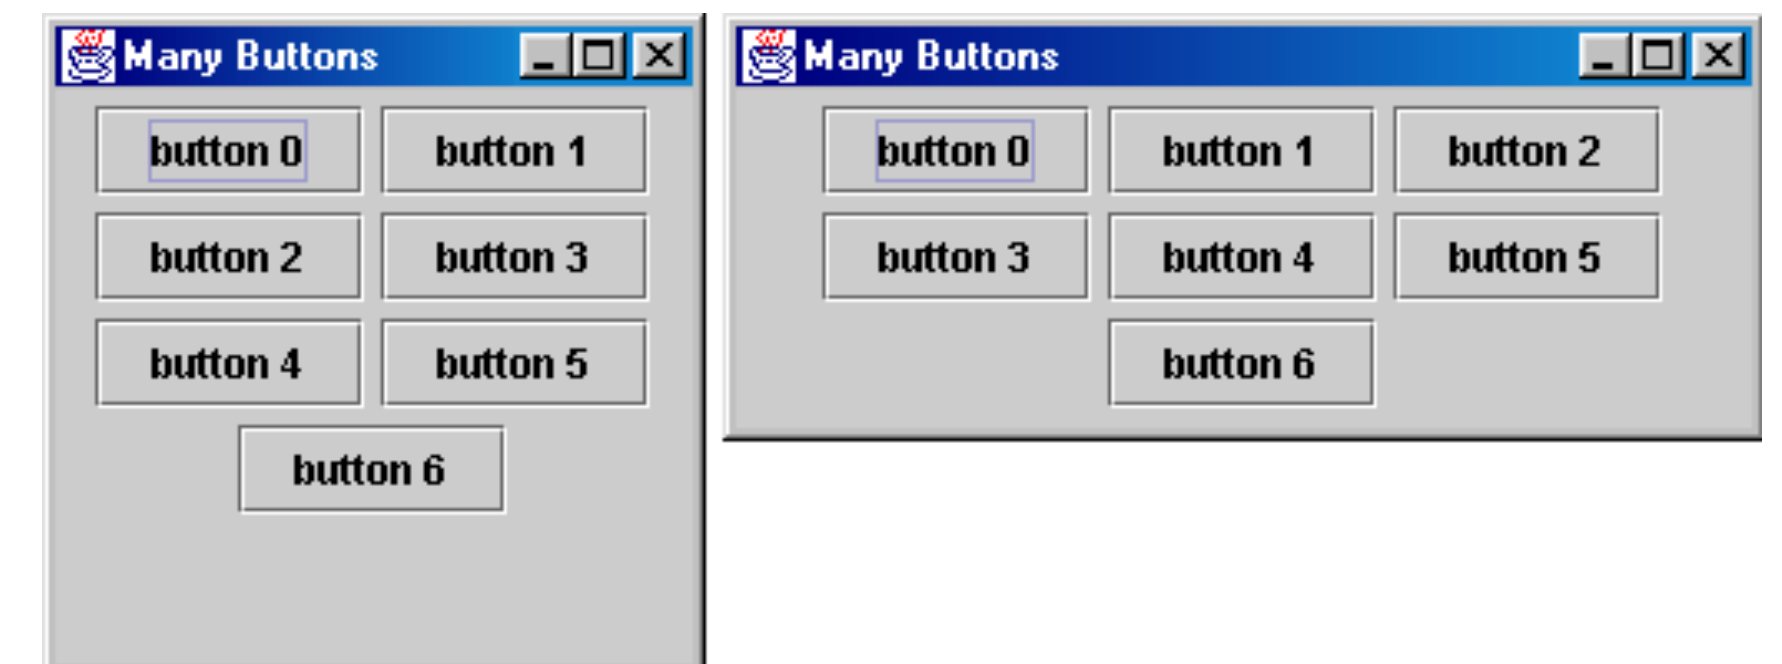 Many Buttons
button 0 button 1
button 2 button 3
button 4 button 5
button 6
Many Buttons
button 0 button 1 button 2
button 3 button 4 button 5
button 6